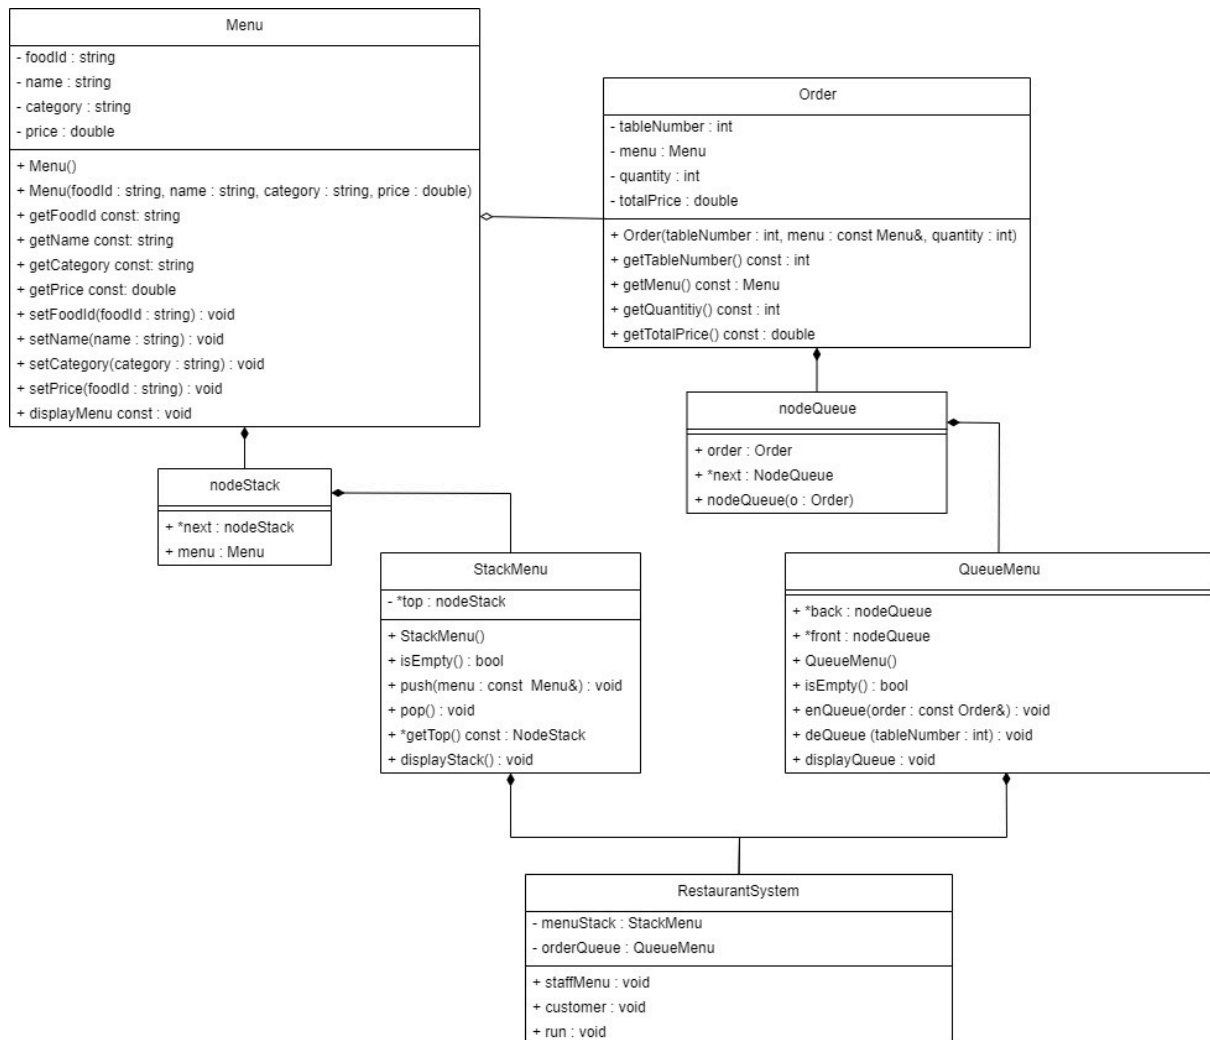 Menu
- foodId : string
- name : string
- category : string
- price : double
+ Menu()
+ Menu(foodId : string, name : string, category : string, price : double)
+ getFoodId const: string
+ getName const: string
+ getCategory const: string
+ getPrice const: double
+ setFoodId(foodId : string) : void
+ setName(name : string) : void
+ setCategory(category : string) : void
+ setPrice(foodId : string) : void
+ displayMenu const : void
Order
- tableNumber : int
- menu : Menu
- quantity : int
- totalPrice : double
+ Order(tableNumber : int, menu : const Menu&, quantity : int)
+ getTableNumber() const : int
+ getMenu() const : Menu
+ getQuantitiy() const : int
+ getTotalPrice() const : double
nodeQueue
+ order : Order
+ *next : NodeQueue
+ nodeQueue(o : Order)
nodeStack
+ *next : nodeStack
+ menu : Menu
StackMenu
- *top : nodeStack
+ StackMenu()
+ isEmpty() : bool
+ push(menu : const  Menu&) : void
+ pop() : void
+ *getTop() const : NodeStack
+ displayStack() : void
QueueMenu
+ *back : nodeQueue
+ *front : nodeQueue
+ QueueMenu()
+ isEmpty() : bool
+ enQueue(order : const Order&) : void
+ deQueue (tableNumber : int) : void
+ displayQueue : void
RestaurantSystem
- menuStack : StackMenu
- orderQueue : QueueMenu
+ staffMenu : void
+ customer : void
+ run : void